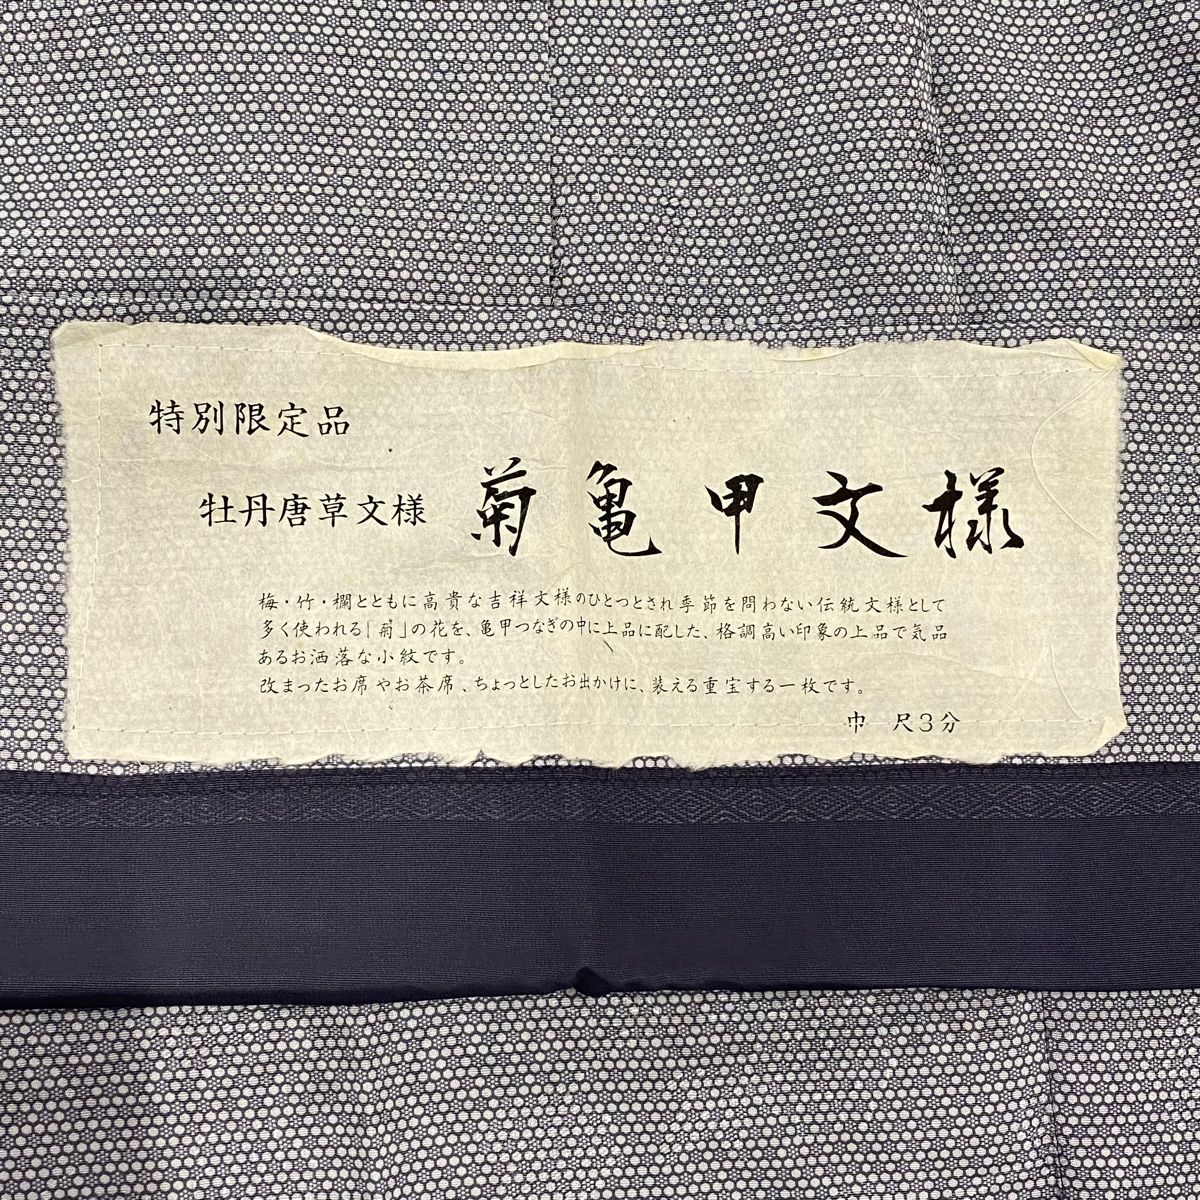 特別限定品
牡丹唐草文様 菊亀甲文様
梅・竹・欄とともに高貴な吉祥文様のひとつとされ季節を問わない伝統文様として
多く使われる「菊」の花を、亀甲つなぎの中に上品に配した、格調高い印象の上品で気品
あるお洒落な小紋です。
改まったお席やお茶席、ちょっとしたお出かけに、装える重宝する一枚です。
巾 尺3分